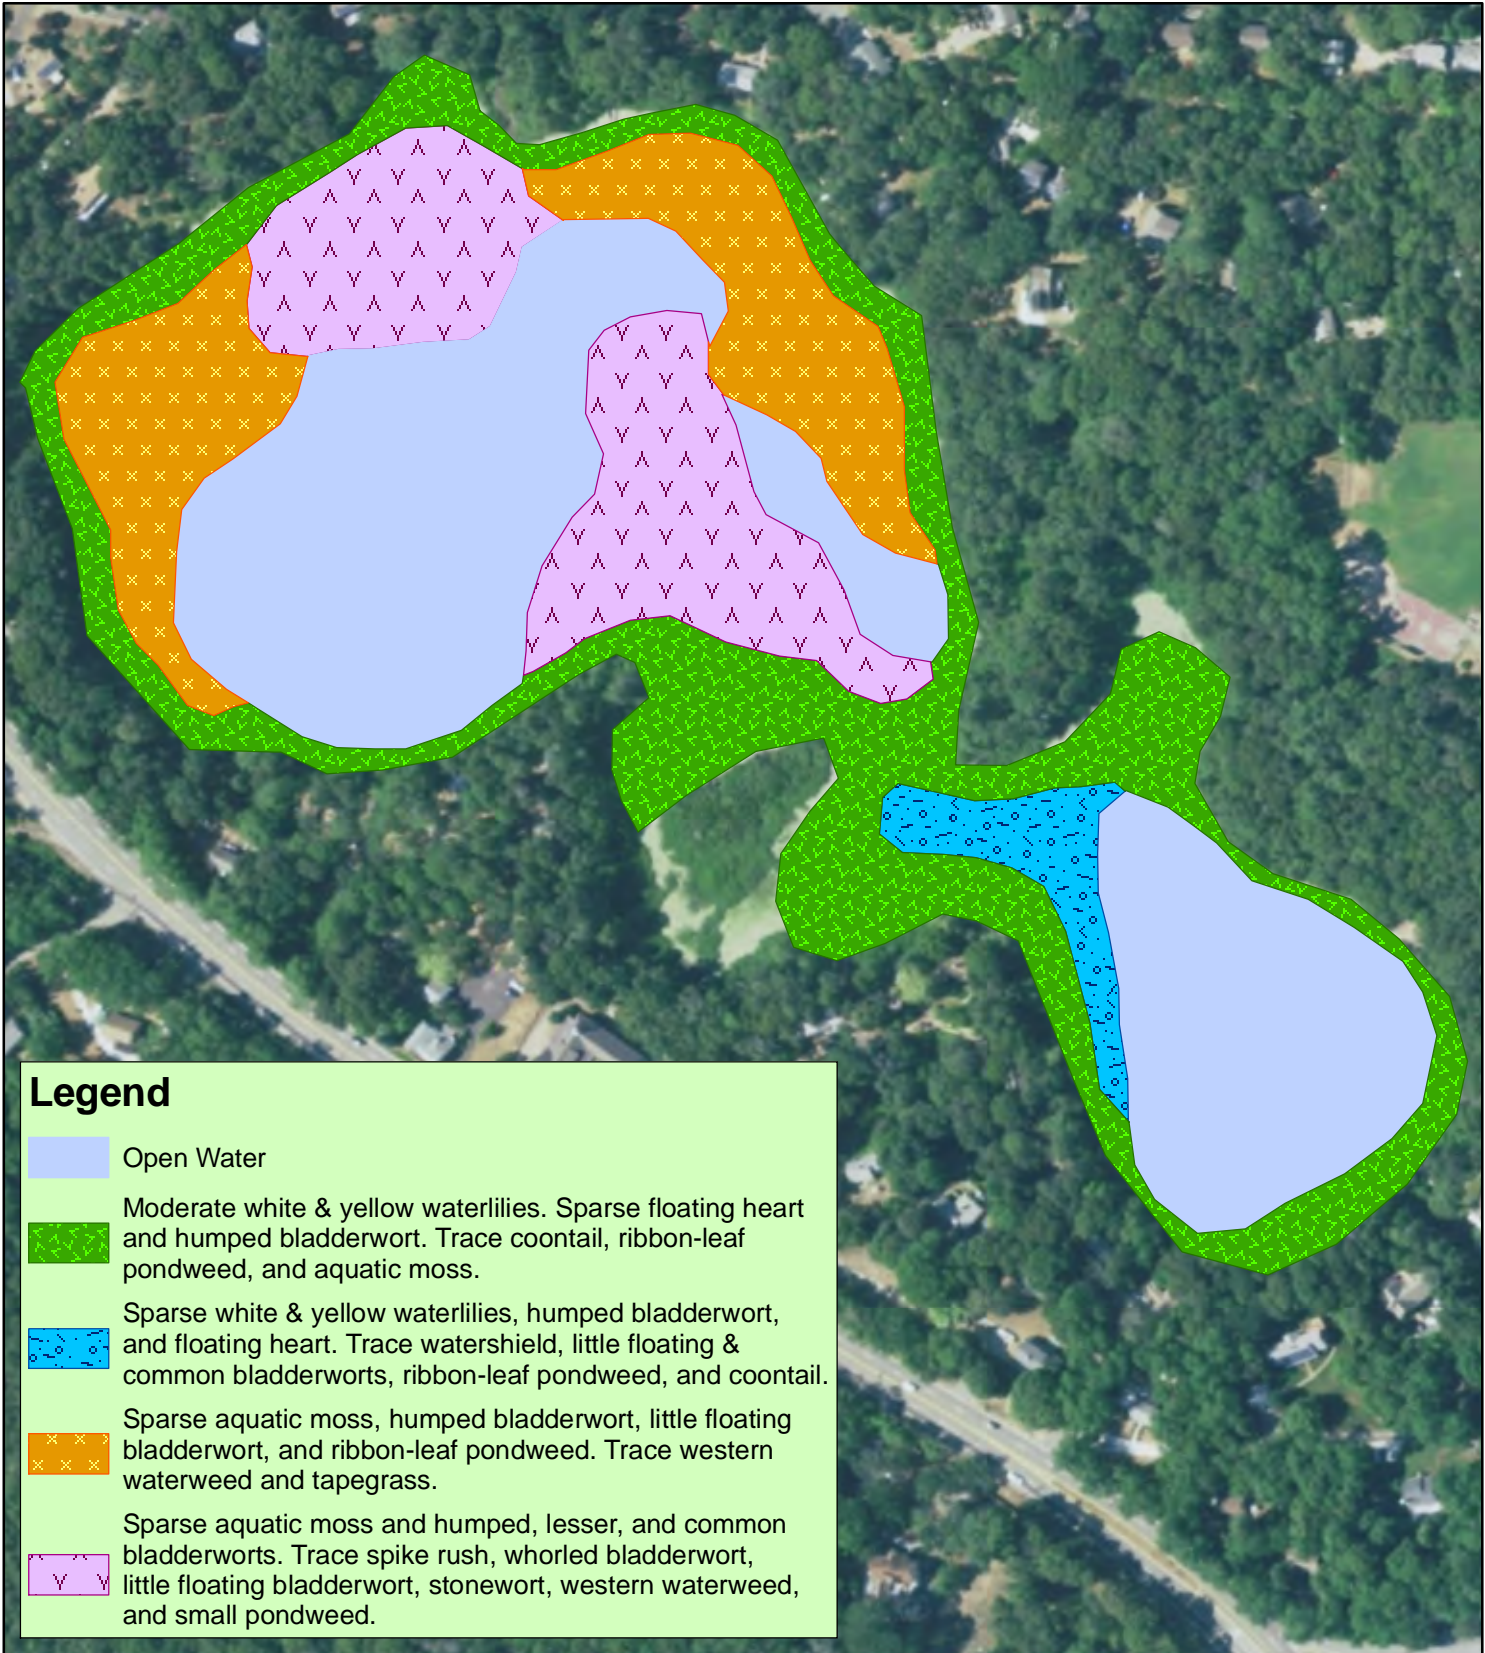 Legend
Open Water
Moderate white & yellow waterlilies. Sparse floating heart
and humped bladderwort. Trace coontail, ribbon-leaf
pondweed, and aquatic moss.
Sparse white & yellow waterlilies, humped bladderwort,
and floating heart. Trace watershield, little floating &
common bladderworts, ribbon-leaf pondweed, and coontail.
Sparse aquatic moss, humped bladderwort, little floating
bladderwort, and ribbon-leaf pondweed. Trace western
waterweed and tapegrass.
Sparse aquatic moss and humped, lesser, and common
bladderworts. Trace spike rush, whorled bladderwort,
little floating bladderwort, stonewort, western waterweed,
and small pondweed.